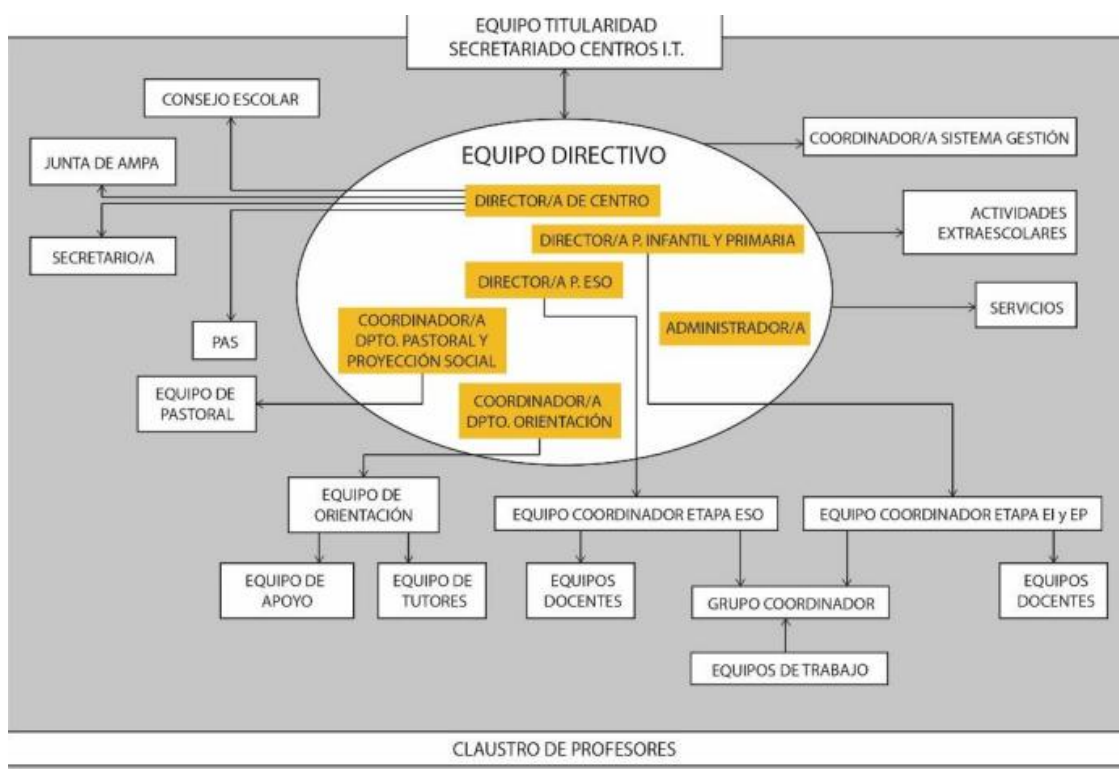 EQUIPO TITULARIDAD
SECRETARIADO CENTROS I.T.
CONSEJO ESCOLAR
JUNTA DE AMPA
SECRETARIO/A
PAS
EQUIPO DE
PASTORAL
EQUIPO DIRECTIVO
DIRECTOR/A DE CENTRO
DIRECTOR/A P. INFANTIL Y PRIMARIA
DIRECTOR/A P. ESO
COORDINADOR/A
DPTO. PASTORAL Y
PROYECCIÓN SOCIAL
ADMINISTRADOR/A
COORDINADOR/A
DPTO. ORIENTACIÓN
COORDINADOR/A SISTEMA GESTIÓN
ACTIVIDADES
EXTRAESCOLARES
SERVICIOS
EQUIPO DE
ORIENTACIÓN
EQUIPO COORDINADOR ETAPA ESO
EQUIPO COORDINADOR ETAPA EI y EP
EQUIPO DE
APOYO
EQUIPO DE
TUTORES
EQUIPOS
DOCENTES
GRUPO COORDINADOR
EQUIPOS
DOCENTES
EQUIPOS DE TRABAJO
CLAUSTRO DE PROFESORES